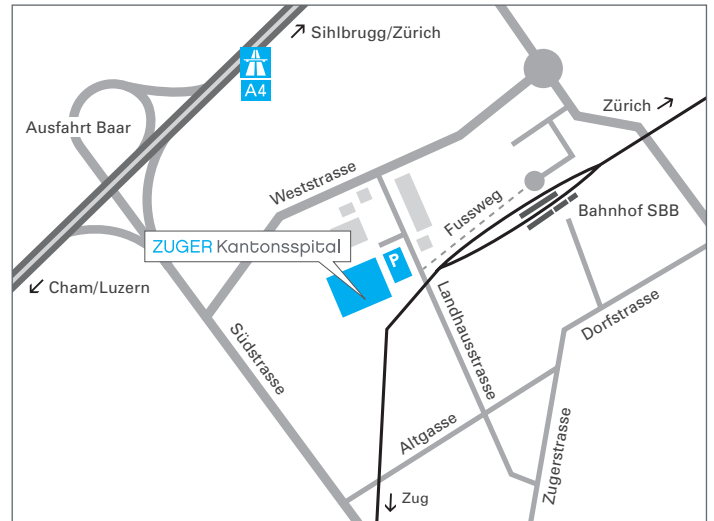 ↗ Sihlbrugg/Zürich
A4
Zürich ↗
Ausfahrt Baar
Weststrasse
Fussweg
Bahnhof SBB
ZUGER Kantonsspital
P
↙ Cham/Luzern
Südstrasse
Landhausstrasse
Dorfstrasse
Altgasse
Zugerstrasse
↓ Zug